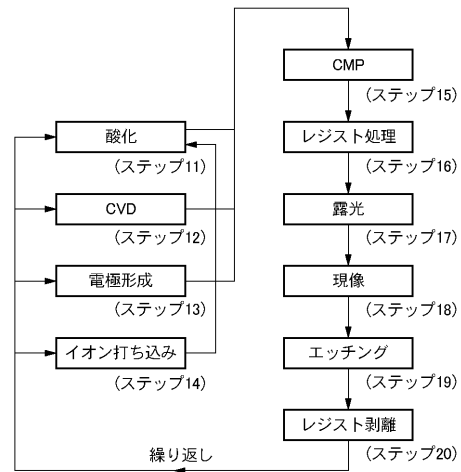 酸化
(ステップ11)
CVD
(ステップ12)
電極形成
(ステップ13)
イオン打ち込み
(ステップ14)
CMP
(ステップ15)
レジスト処理
(ステップ16)
露光
(ステップ17)
現像
(ステップ18)
エッチング
(ステップ19)
レジスト剥離
(ステップ20)
繰り返し